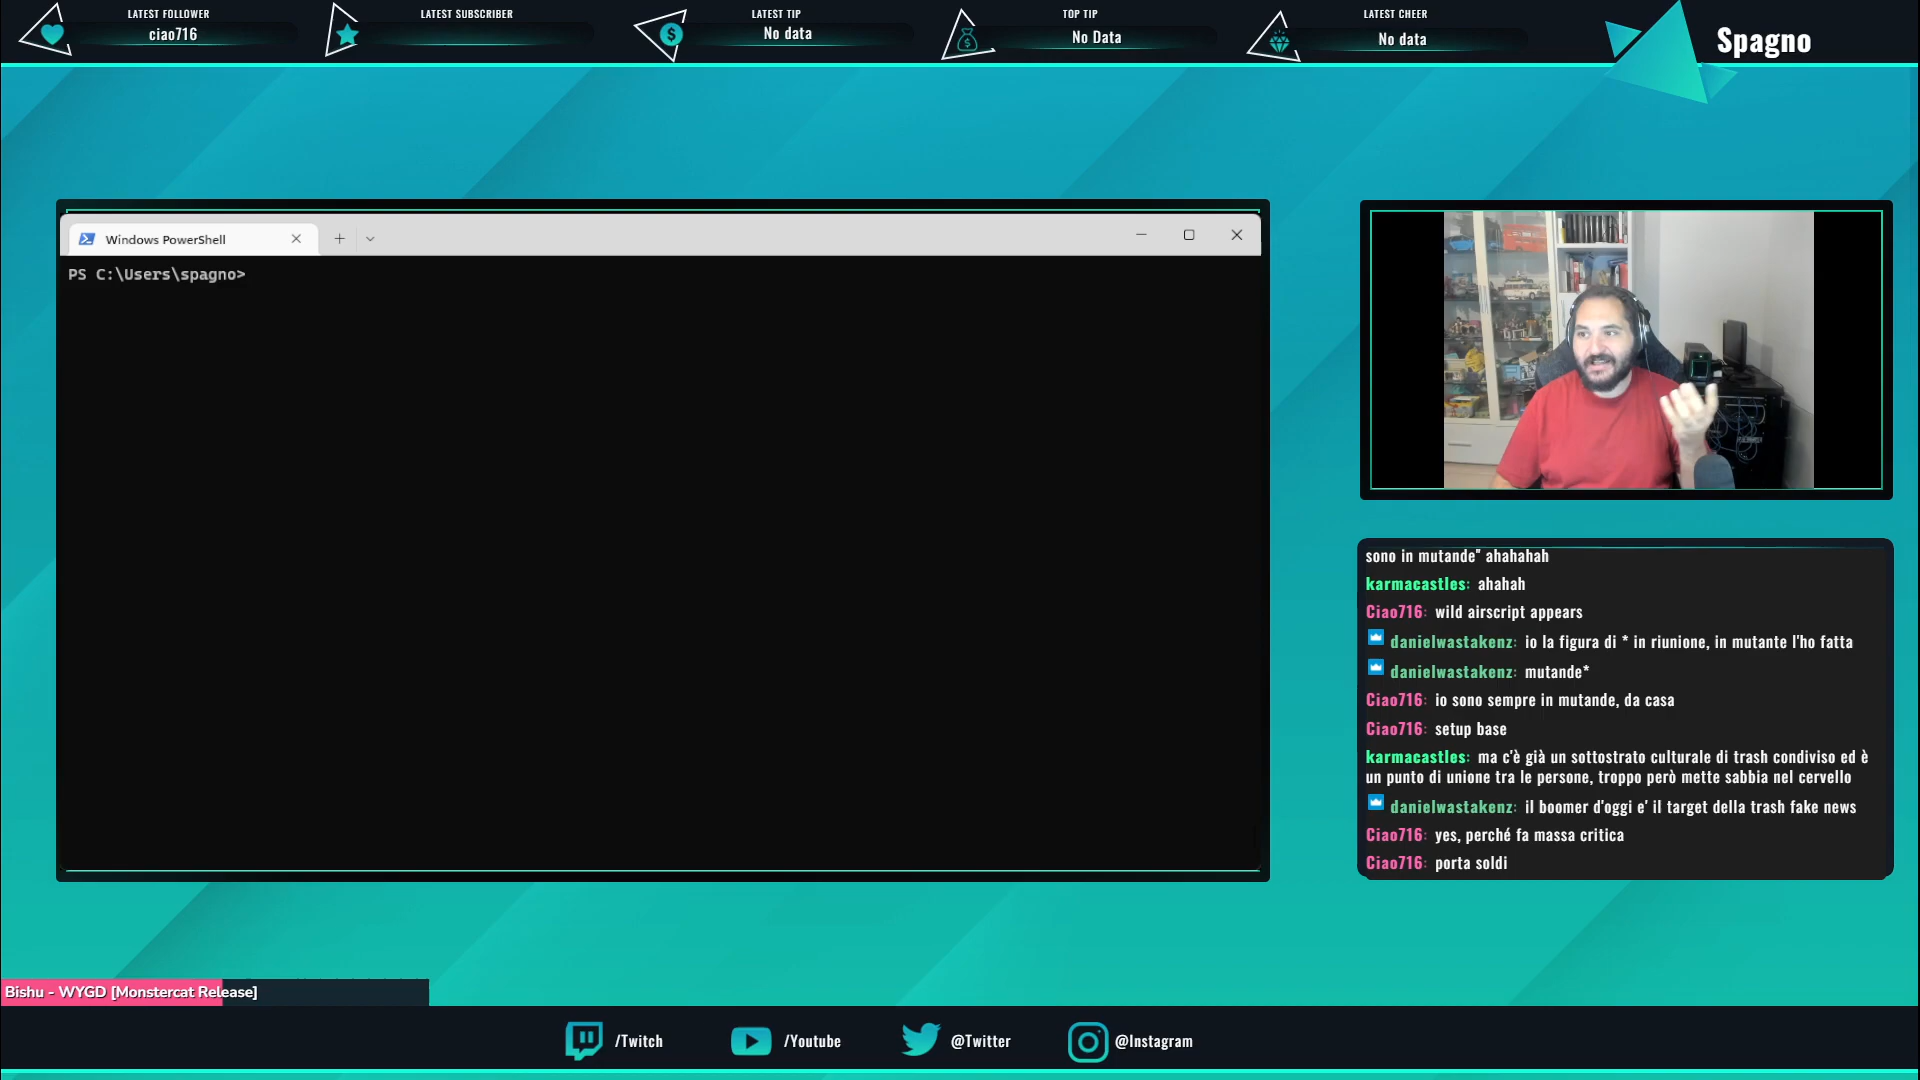 LATEST FOLLOWER
ciao716
LATEST SUBSCRIBER
LATEST TIP
No data
TOP TIP
No Data
LATEST CHEER
No data
Spagno
Windows PowerShell
PS C:\Users\spagno>
sono in mutande" ahahahah
karmacastles: ahahah
Ciao716: wild airscript appears
danielwastakenz: io la figura di * in riunione, in mutante l'ho fatta
danielwastakenz: mutande*
Ciao716: io sono sempre in mutande, da casa
Ciao716: setup base
karmacastles: ma c'è già un sottostrato culturale di trash condiviso ed è
un punto di unione tra le persone, troppo però mette sabbia nel cervello
danielwastakenz: il boomer d'oggi e' il target della trash fake news
Ciao716: yes, perché fa massa critica
Ciao716: porta soldi
Bishu - WYGD [Monstercat Release]
/Twitch
/Youtube
@Twitter
@Instagram